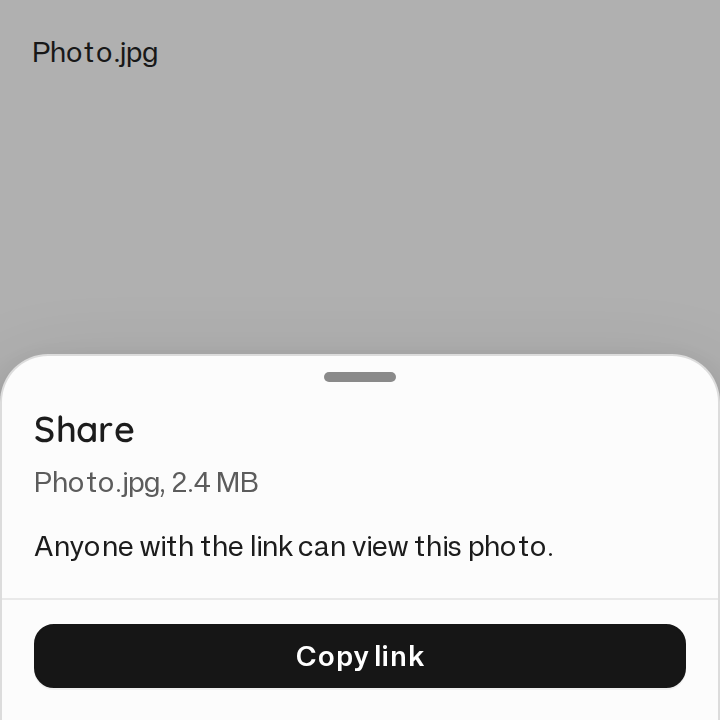 Photo.jpg
Share
Photo.jpg, 2.4 MB
Anyone with the link can view this photo.
Copy link